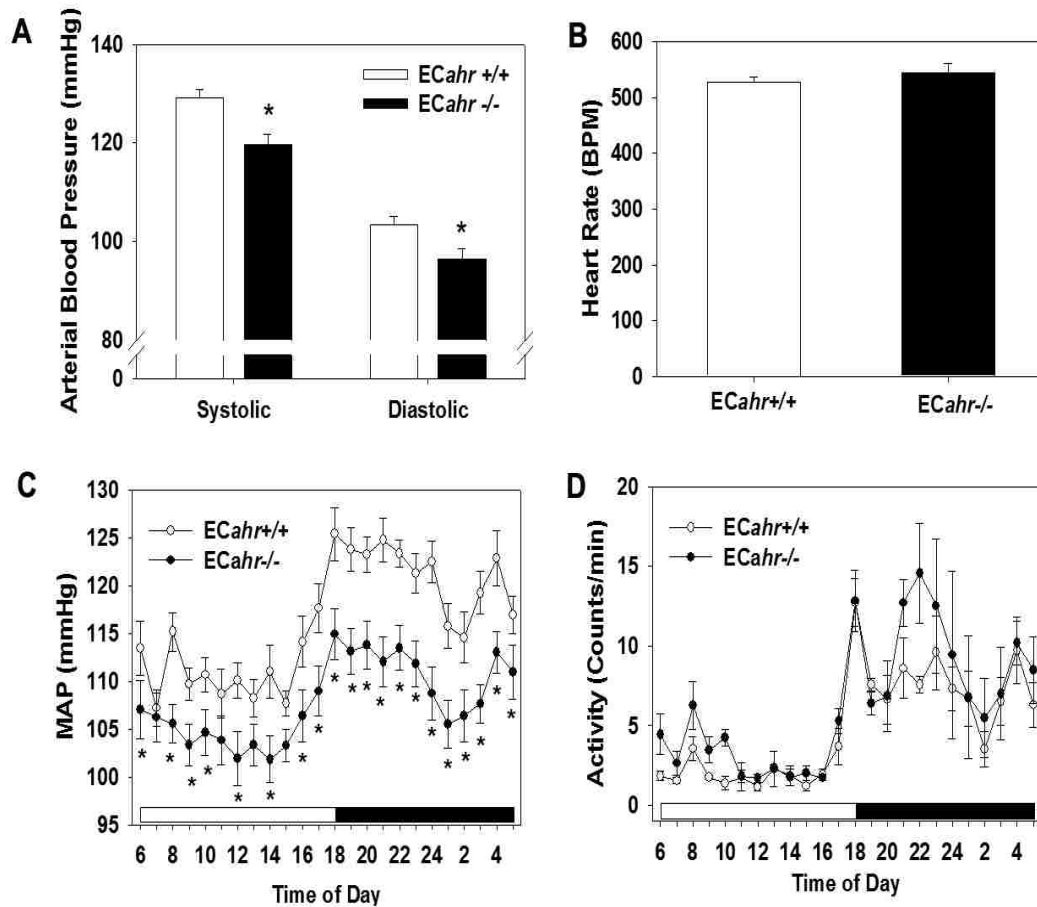 A
Arterial Blood Pressure (mmHg)
140
120
100
80
0
ECahr +/+
ECahr -/-
*
*
Systolic
Diastolic
B
Heart Rate (BPM)
600
500
400
300
200
100
0
ECahr+/+
ECahr-/-
C
MAP (mmHg)
130
125
120
115
110
105
100
95
ECahr+/+
ECahr-/-
* * * * * * * * * * * * * * * * * * *
6 8 10 12 14 16 18 20 22 24 2 4
Time of Day
D
Activity (Counts/min)
20
15
10
5
0
ECahr+/+
ECahr-/-
6 8 10 12 14 16 18 20 22 24 2 4
Time of Day